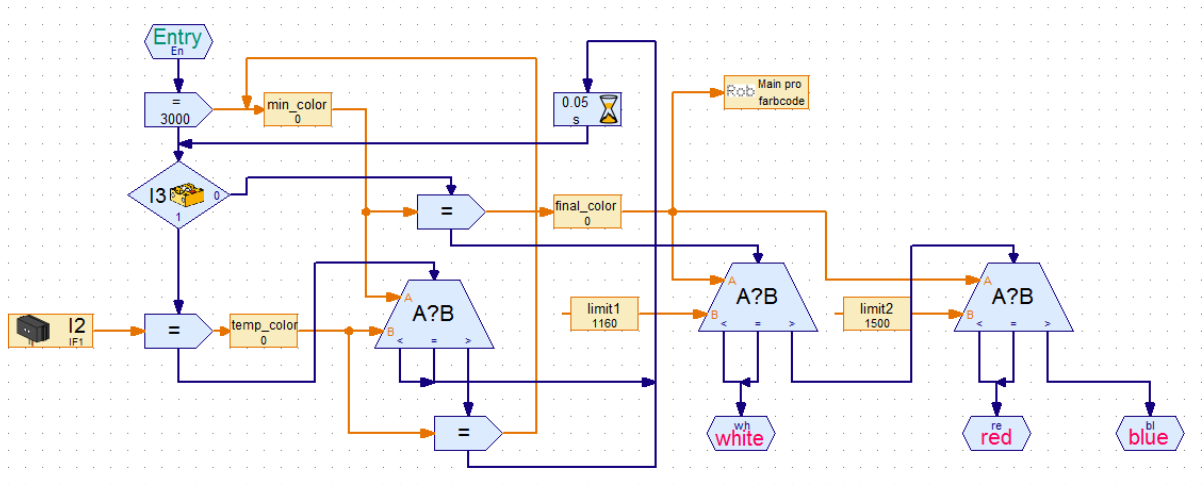 Entry
En
=
3000
min_color
0
0.05
s
Rob Main pro
farbcode
I3
0
1
=
final_color
0
I2
IF1
=
temp_color
0
A
A?B
B
< = >
limit1
1160
A
A?B
B
< = >
limit2
1500
A
A?B
B
< = >
=
wh
white
re
red
bl
blue